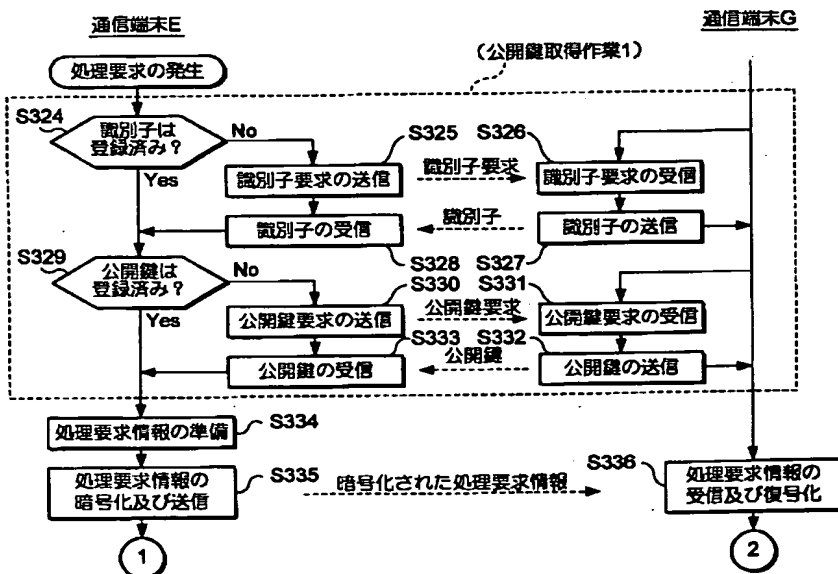 通信端末E
通信端末G
処理要求の発生
(公開鍵取得作業1)
S324
識別子は
登録済み?
No
Yes
S325
S326
識別子要求の送信
識別子要求
識別子要求の受信
識別子の受信
識別子
識別子の送信
S328
S327
S329
公開鍵は
登録済み?
No
Yes
S330
S331
公開鍵要求の送信
公開鍵要求
公開鍵要求の受信
S333
S332
公開鍵の受信
公開鍵
公開鍵の送信
処理要求情報の準備
S334
処理要求情報の
暗号化及び送信
S335
暗号化された処理要求情報
S336
処理要求情報の
受信及び復号化
1
2